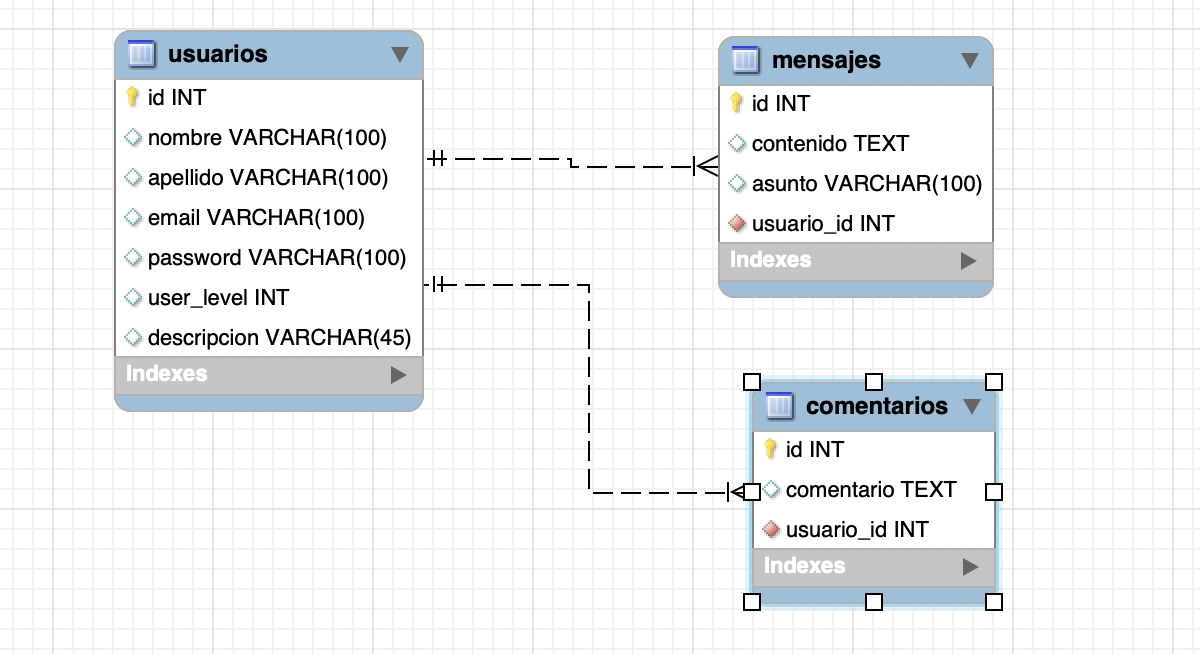 usuarios
id INT
nombre VARCHAR(100)
apellido VARCHAR(100)
email VARCHAR(100)
password VARCHAR(100)
user_level INT
descripcion VARCHAR(45)
Indexes
mensajes
id INT
contenido TEXT
asunto VARCHAR(100)
usuario_id INT
Indexes
comentarios
id INT
comentario TEXT
usuario_id INT
Indexes